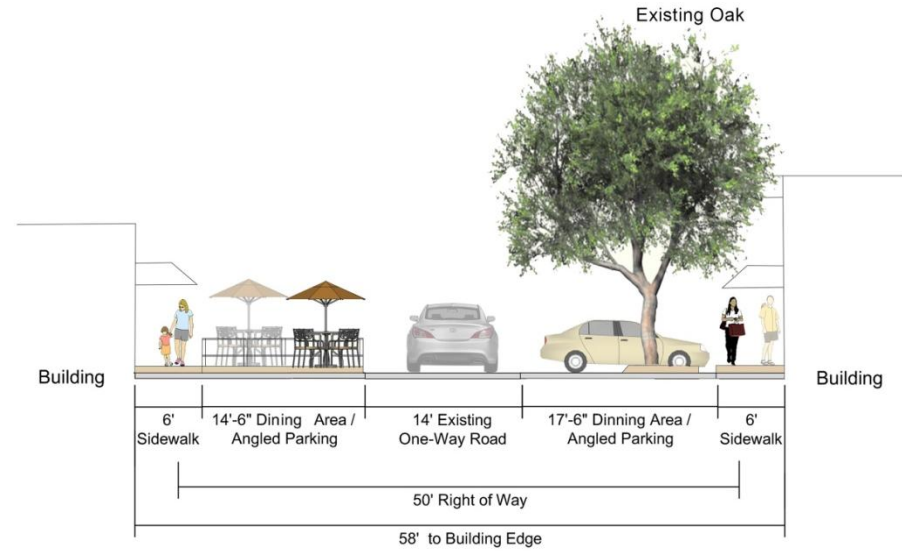 Existing Oak
Building
Building
6'
Sidewalk
14'-6" Dining Area /
Angled Parking
14' Existing
One-Way Road
17'-6" Dinning Area /
Angled Parking
6'
Sidewalk
50' Right of Way
58' to Building Edge